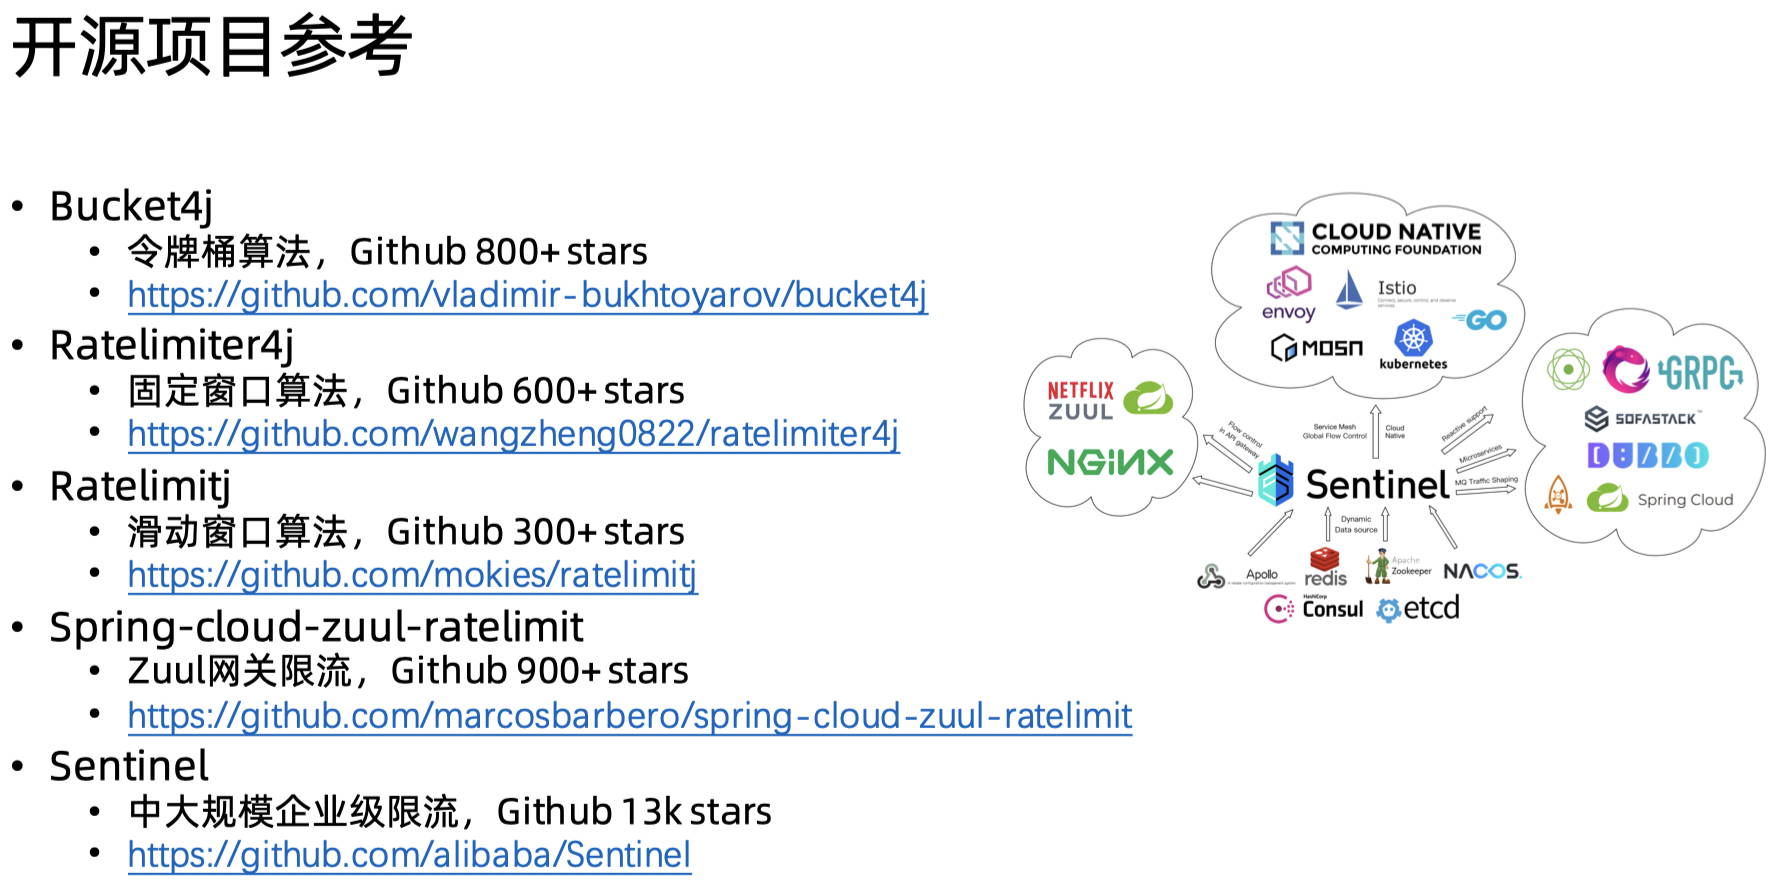 开源项目参考
• Bucket4j
• 令牌桶算法，Github 800+ stars
• https://github.com/vladimir-bukhtoyarov/bucket4j
• Ratelimiter4j
• 固定窗口算法，Github 600+ stars
• https://github.com/wangzheng0822/ratelimiter4j
• Ratelimitj
• 滑动窗口算法，Github 300+ stars
• https://github.com/mokies/ratelimitj
• Spring-cloud-zuul-ratelimit
• Zuul网关限流，Github 900+ stars
• https://github.com/marcosbarbero/spring-cloud-zuul-ratelimit
• Sentinel
• 中大规模企业级限流，Github 13k stars
• https://github.com/alibaba/Sentinel
CLOUD NATIVE
COMPUTING FOUNDATION
envoy
Istio
Connect, secure, control, and observe
services.
GO
MOSN
kubernetes
NETFLIX
ZUUL
NGINX
GRPC
SOFASTACK
DUBBO
Spring Cloud
Flow control
in API gateway
Service Mesh
Global Flow Control
Cloud
Native
Reactive support
Microservices
MQ Traffic Shaping
Sentinel
Dynamic
Data source
Apollo
redis
Apache
Zookeeper
NACOS.
HashiCorp
Consul
etcd